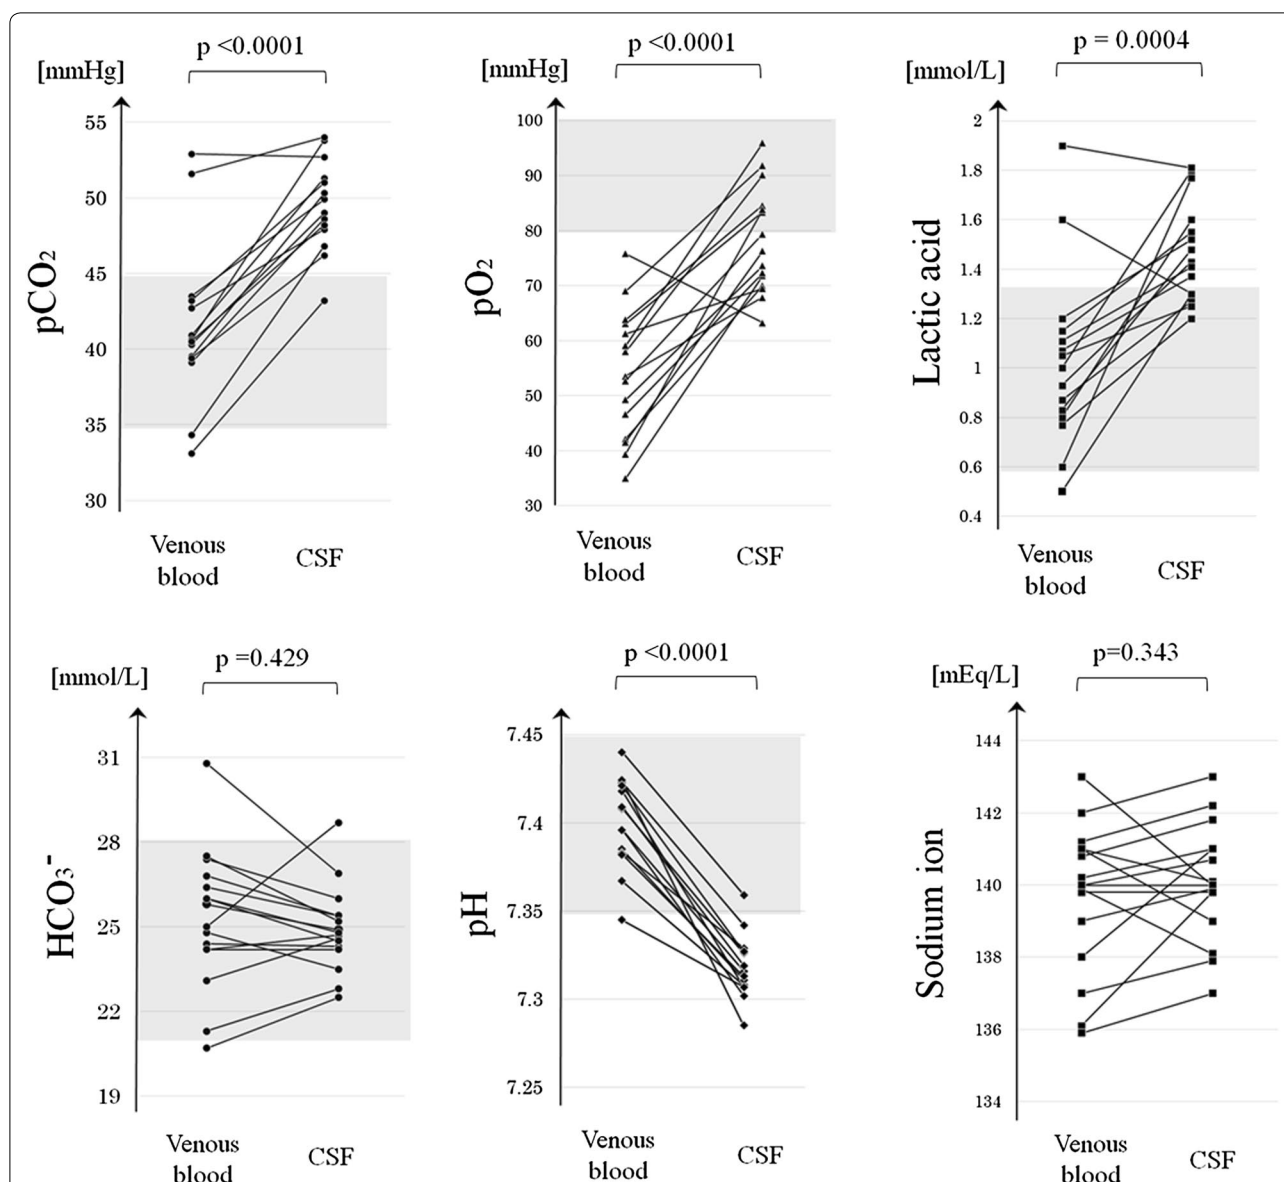 p <0.0001
[mmHg]
pCO2
55
50
45
40
35
30
Venous
blood
CSF
p <0.0001
[mmHg]
pO2
100
90
80
70
60
50
40
30
Venous
blood
CSF
p = 0.0004
[mmol/L]
Lactic acid
2
1.8
1.6
1.4
1.2
1
0.8
0.6
0.4
Venous
blood
CSF
p =0.429
[mmol/L]
HCO3-
31
28
25
22
19
Venous
blood
CSF
p <0.0001
pH
7.45
7.4
7.35
7.3
7.25
Venous
blood
CSF
p=0.343
[mEq/L]
Sodium ion
144
142
140
138
136
134
Venous
blood
CSF